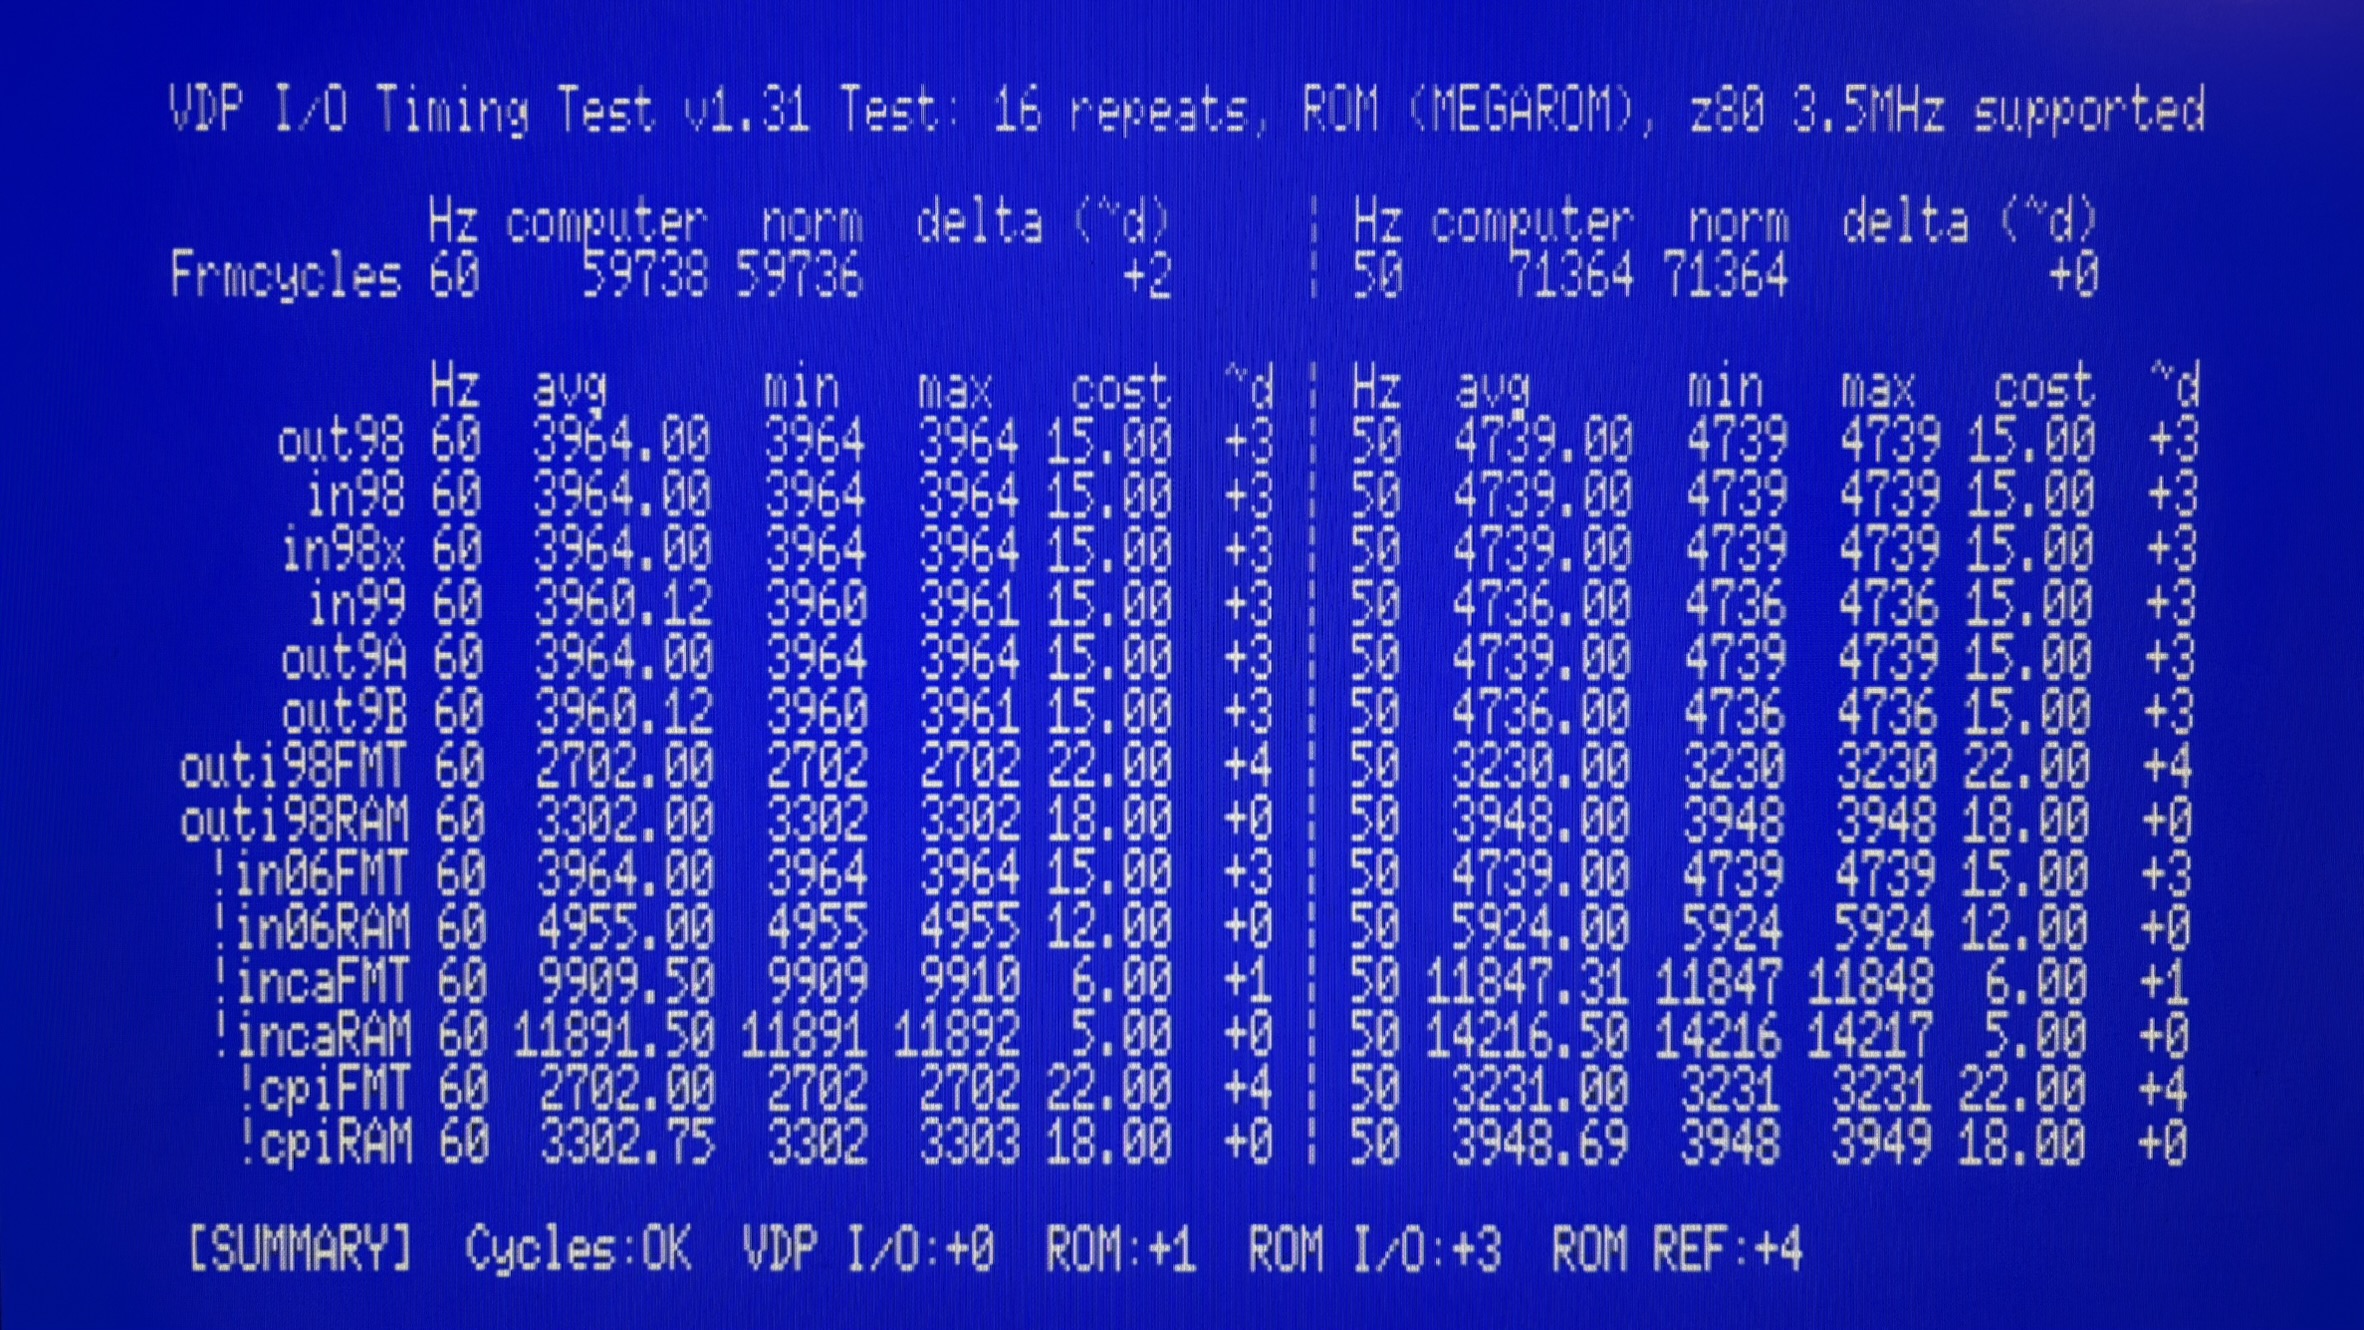 VDP I/O Timing Test v1.31 Test: 16 repeats, ROM (MEGAROM), z80 3.5MHz supported
Hz computer norm delta (~d) ¦ Hz computer norm delta (~d)
Frmcycles 60 59738 59736 +2 ¦ 50 71364 71364 +0
Hz avg min max cost ~d ¦ Hz avg min max cost ~d
out98 60 3964.00 3964 3964 15.00 +3 ¦ 50 4739.00 4739 4739 15.00 +3
in98 60 3964.00 3964 3964 15.00 +3 ¦ 50 4739.00 4739 4739 15.00 +3
in98x 60 3964.00 3964 3964 15.00 +3 ¦ 50 4739.00 4739 4739 15.00 +3
in99 60 3960.12 3960 3961 15.00 +3 ¦ 50 4736.00 4736 4736 15.00 +3
out9A 60 3964.00 3964 3964 15.00 +3 ¦ 50 4739.00 4739 4739 15.00 +3
out9B 60 3960.12 3960 3961 15.00 +3 ¦ 50 4736.00 4736 4736 15.00 +3
outi98FMT 60 2702.00 2702 2702 22.00 +4 ¦ 50 3230.00 3230 3230 22.00 +4
outi98RAM 60 3302.00 3302 3302 18.00 +0 ¦ 50 3948.00 3948 3948 18.00 +0
!in06FMT 60 3964.00 3964 3964 15.00 +3 ¦ 50 4739.00 4739 4739 15.00 +3
!in06RAM 60 4955.00 4955 4955 12.00 +0 ¦ 50 5924.00 5924 5924 12.00 +0
!incaFMT 60 9909.50 9909 9910 6.00 +1 ¦ 50 11847.31 11847 11848 6.00 +1
!incaRAM 60 11891.50 11891 11892 5.00 +0 ¦ 50 14216.50 14216 14217 5.00 +0
!cpiFMT 60 2702.00 2702 2702 22.00 +4 ¦ 50 3231.00 3231 3231 22.00 +4
!cpiRAM 60 3302.75 3302 3303 18.00 +0 ¦ 50 3948.69 3948 3949 18.00 +0
[SUMMARY] Cycles:OK VDP I/O:+0 ROM:+1 ROM I/O:+3 ROM REF:+4